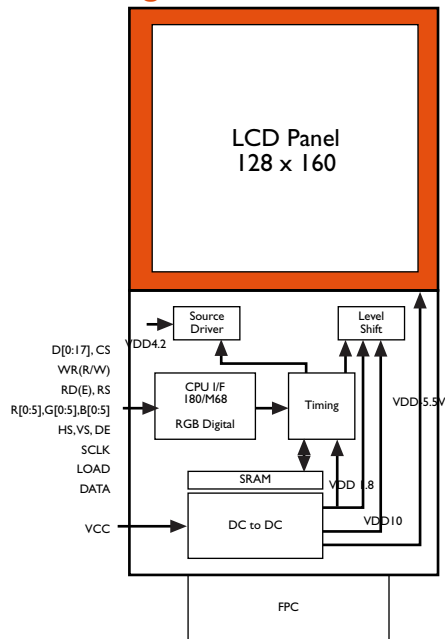 LCD Panel
128 x 160
Source
Driver
Level
Shift
VDD4.2
D[0:17], CS
WR(R/W)
RD(E), RS
R[0:5],G[0:5],B[0:5]
HS,VS, DE
SCLK
LOAD
DATA
CPU I/F
180/M68
RGB Digital
Timing
VDD-5.5V
SRAM
VDD 1.8
VCC
DC to DC
VDD10
FPC